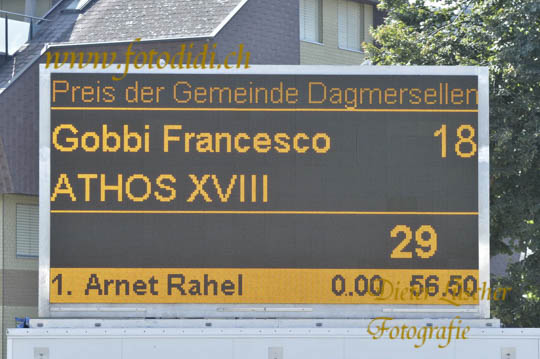 www.fotodidi.ch
Preis der Gemeinde Dagmersellen
Gobbi Francesco 18
ATHOS XVIII
29
1. Arnet Rahel 0.00 56.50
Dieter Löscher
Fotografie